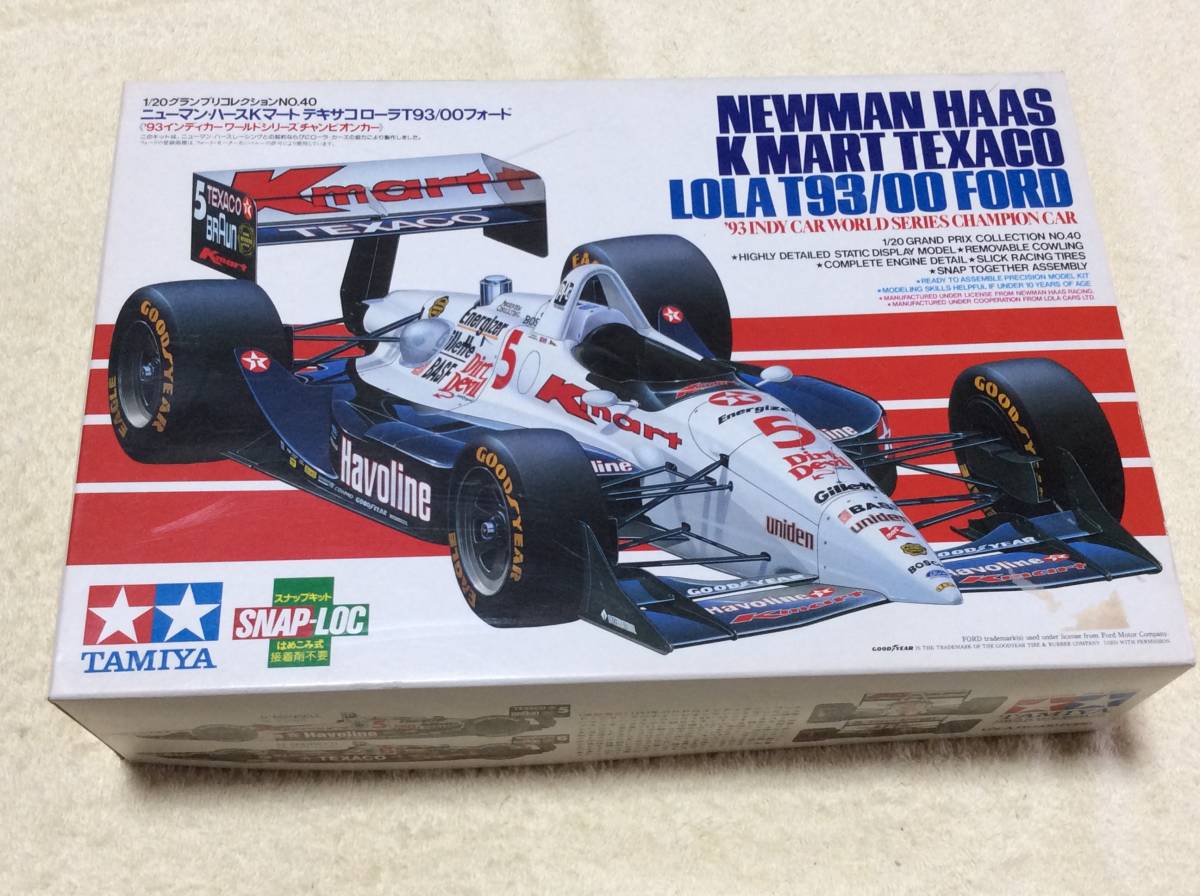 1/20グランプリコレクションNO.40
ニューマン・ハースKマート テキサコ ローラT93/00フォード
《'93インディカーワールドシリーズ チャンピオンカー》
NEWMAN HAAS
K MART TEXACO
LOLA T93/00 FORD
'93 INDY CAR WORLD SERIES CHAMPION CAR
1/20 GRAND PRIX COLLECTION NO.40
★HIGHLY DETAILED STATIC DISPLAY MODEL ★REMOVABLE COWLING
★COMPLETE ENGINE DETAIL ★SLICK RACING TIRES
★SNAP TOGETHER ASSEMBLY
★READY TO ASSEMBLE PRECISION MODEL KIT
★MODELING SKILLS HELPFUL IF UNDER 10 YEARS OF AGE
★MANUFACTURED UNDER LICENSE FROM NEWMAN HAAS RACING.
★MANUFACTURED UNDER COOPERATION FROM LOLA CARS LTD.
Kmart
TEXACO
5
TEXACO
BRAUN
Kmart
GOODYEAR
EAGLE
Energizer
Gillette
BASF
Dirt
Devil
5
Kmart
Havoline
GOODYEAR
EAGLE
Energizer
5
Dirt
Devil
Gillette
BASF
uniden
uniden
K
BOSCH
GOODYEAR
GOODYEAR
Havoline
Kmart
GOODYEAR
Havoline
Kmart
INTERNATIONAL
TAMIYA
スナップキット
SNAP-LOC
はめこみ式
接着剤不要
FORD trademark(s) used under license from Ford Motor Company.
GOODYEAR IS THE TRADEMARK OF THE GOODYEAR TIRE & RUBBER COMPANY USED WITH PERMISSION.
Havoline
5
TEXACO
TAMIYA